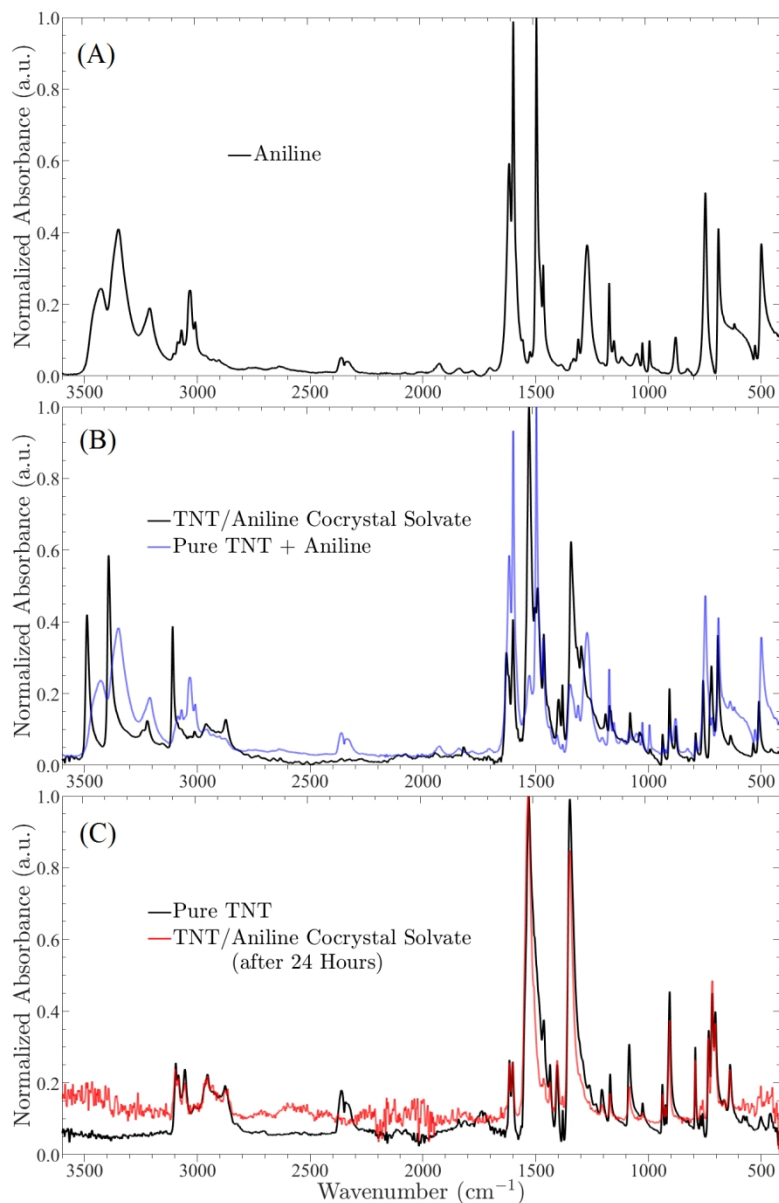 (A)
Normalized Absorbance (a.u.)
1.0
0.8
0.6
0.4
0.2
0.0
Aniline
3500 3000 2500 2000 1500 1000 500
(B)
Normalized Absorbance (a.u.)
1.0
0.8
0.6
0.4
0.2
0.0
TNT/Aniline Cocrystal Solvate
Pure TNT + Aniline
3500 3000 2500 2000 1500 1000 500
(C)
Normalized Absorbance (a.u.)
1.0
0.8
0.6
0.4
0.2
0.0
Pure TNT
TNT/Aniline Cocrystal Solvate
(after 24 Hours)
3500 3000 2500 2000 1500 1000 500
Wavenumber (cm⁻¹)